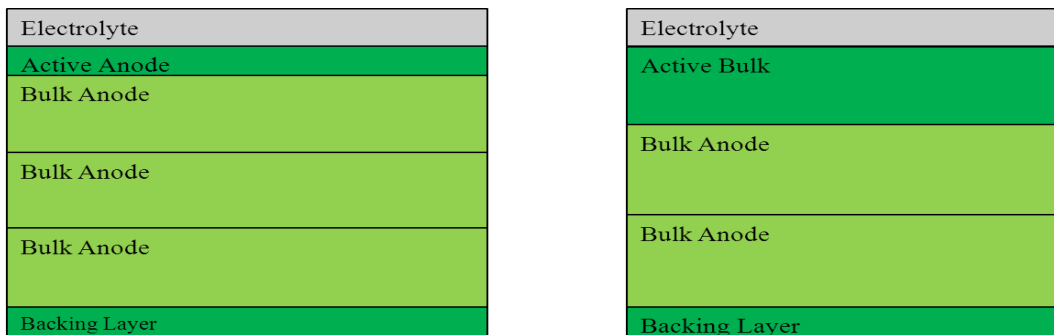 Electrolyte
Active Anode
Bulk Anode
Bulk Anode
Bulk Anode
Backing Layer
Electrolyte
Active Bulk
Bulk Anode
Bulk Anode
Backing Layer